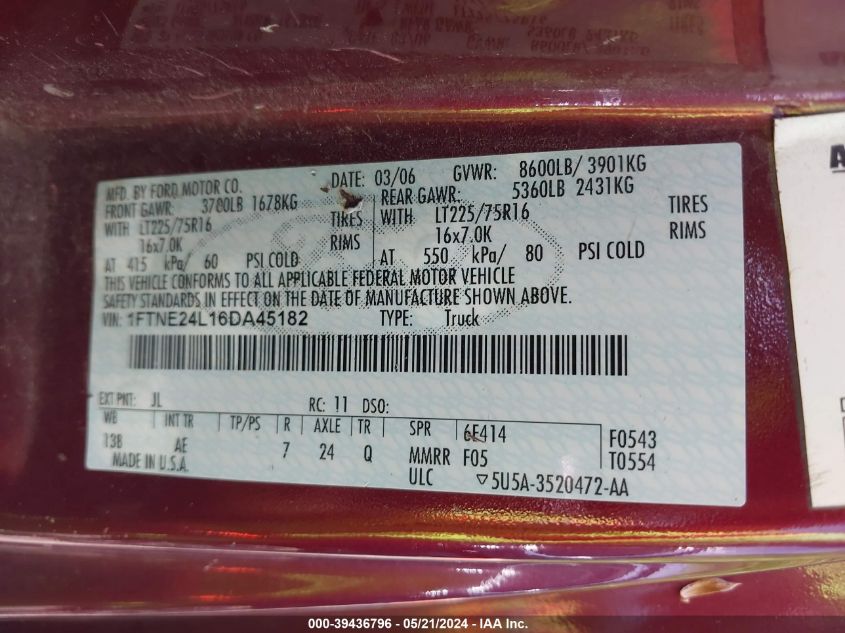 MFD. BY FORD MOTOR CO. DATE: 03/06 GVWR: 8600LB/ 3901KG
FRONT GAWR: 3700LB 1678KG REAR GAWR: 5360LB 2431KG
WITH LT225/75R16 TIRES WITH LT225/75R16 TIRES
16x7.0K RIMS 16x7.0K RIMS
AT 415 kPa/ 60 PSI COLD AT 550 kPa/ 80 PSI COLD
THIS VEHICLE CONFORMS TO ALL APPLICABLE FEDERAL MOTOR VEHICLE
SAFETY STANDARDS IN EFFECT ON THE DATE OF MANUFACTURE SHOWN ABOVE.
VIN: 1FTNE24L16DA45182 TYPE: Truck
EXT PNT: JL RC: 11 DSO:
WB INT TR TP/PS R AXLE TR SPR 6E414 F0543
138 AE 7 24 Q MMRR F05 T0554
MADE IN U.S.A. ULC ▽5U5A-3520472-AA
000-39436796 - 05/21/2024 - IAA Inc.